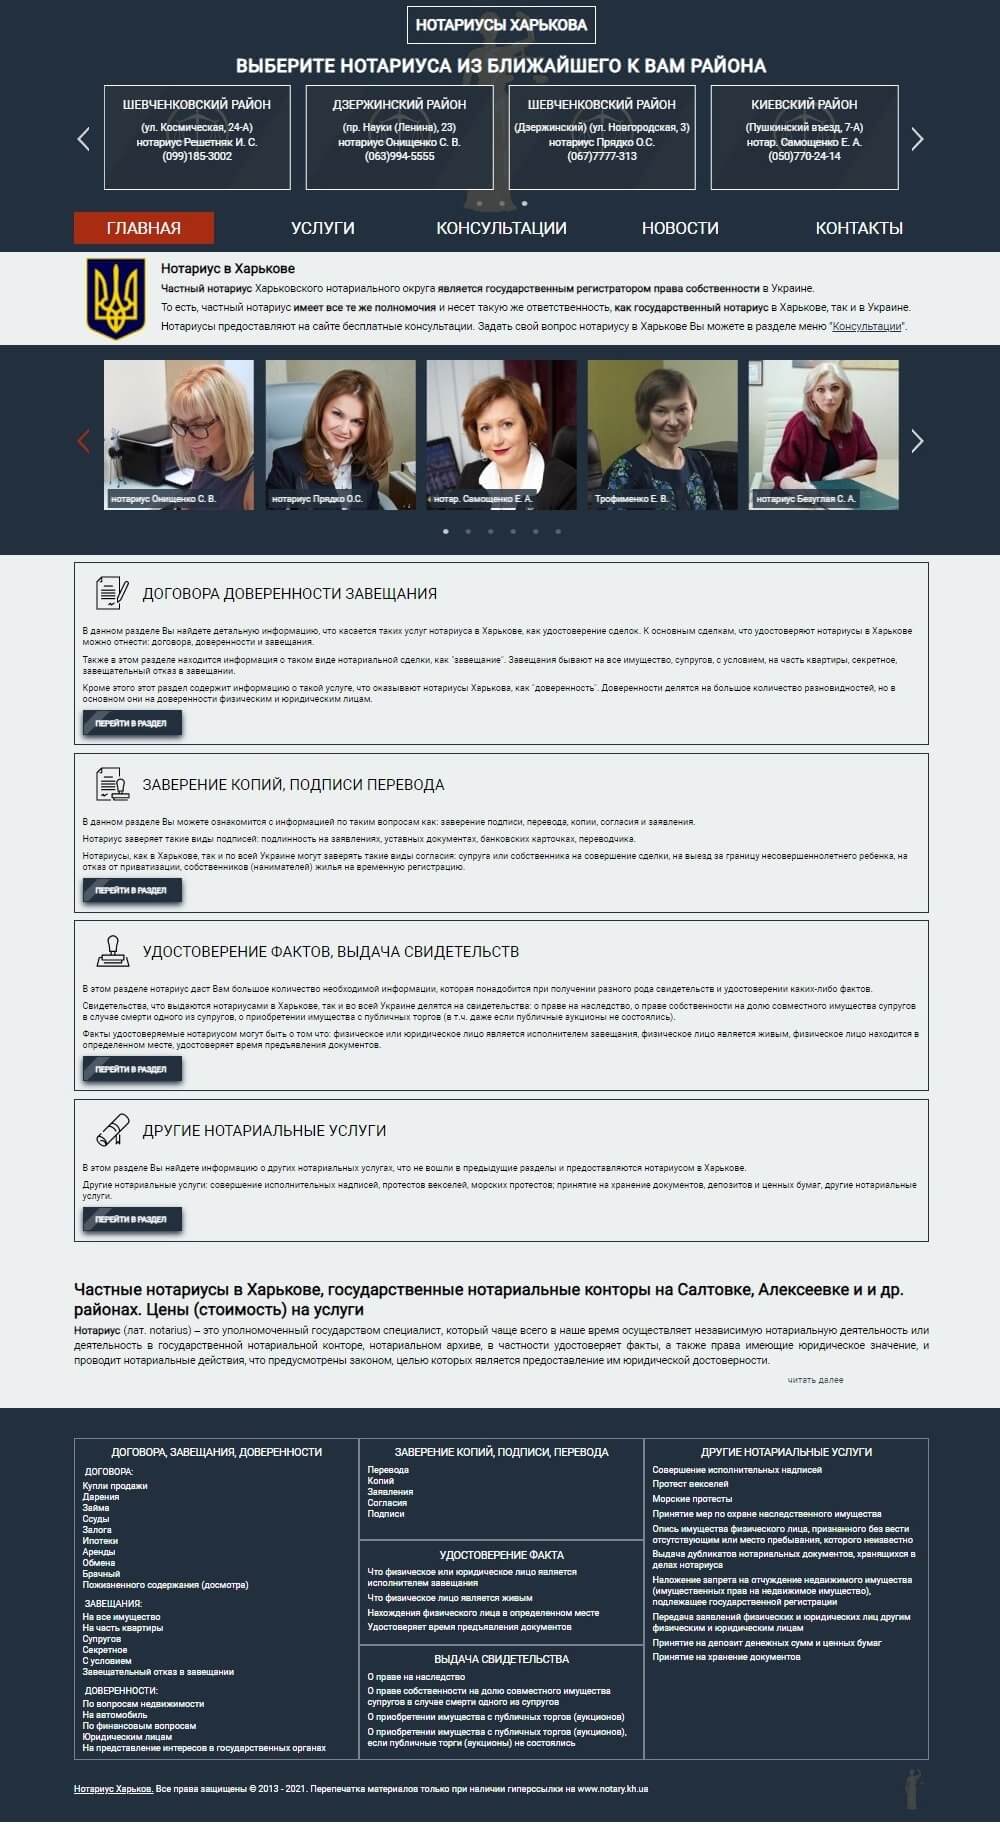 НОТАРИУСЫ ХАРЬКОВА
ВЫБЕРИТЕ НОТАРИУСА ИЗ БЛИЖАЙШЕГО К ВАМ РАЙОНА
ШЕВЧЕНКОВСКИЙ РАЙОН
(ул. Космическая, 24-А)
нотариус Решетняк И. С.
(099)185-3002
ДЗЕРЖИНСКИЙ РАЙОН
(пр. Науки (Ленина), 23)
нотариус Онищенко С. В.
(063)994-5555
ШЕВЧЕНКОВСКИЙ РАЙОН
(Дзержинский) (ул. Новгородская, 3)
нотариус Прядко О.С.
(067)7777-313
КИЕВСКИЙ РАЙОН
(Пушкинский въезд, 7-А)
нотар. Самощенко Е. А.
(050)770-24-14
ГЛАВНАЯ УСЛУГИ КОНСУЛЬТАЦИИ НОВОСТИ КОНТАКТЫ
Нотариус в Харькове
Частный нотариус Харьковского нотариального округа является государственным регистратором права собственности в Украине.
То есть, частный нотариус имеет все те же полномочия и несет такую же ответственность, как государственный нотариус в Харькове, так и в Украине.
Нотариусы предоставляют на сайте бесплатные консультации. Задать свой вопрос нотариусу в Харькове Вы можете в разделе меню "Консультации".
нотариус Онищенко С. В.
нотариус Прядко О.С.
нотар. Самощенко Е. А.
Трофименко Е. В.
нотариус Безуглая С. А.
ДОГОВОРА ДОВЕРЕННОСТИ ЗАВЕЩАНИЯ
В данном разделе Вы найдете детальную информацию, что касается таких услуг нотариуса в Харькове, как удостоверение сделок. К основным сделкам, что удостоверяют нотариусы в Харькове
можно отнести: договора, доверенности и завещания.
Также в этом разделе находится информация о таком виде нотариальной сделки, как "завещание". Завещания бывают на все имущество, супругов, с условием, на часть квартиры, секретное,
завещательный отказ в завещании.
Кроме этого этот раздел содержит информацию о такой услуге, что оказывают нотариусы Харькова, как "доверенность". Доверенности делятся на большое количество разновидностей, но в
основном они на доверенности физическим и юридическим лицам.
ПЕРЕЙТИ В РАЗДЕЛ
ЗАВЕРЕНИЕ КОПИЙ, ПОДПИСИ ПЕРЕВОДА
В данном разделе Вы можете ознакомится с информацией по таким вопросам как: заверение подписи, перевода, копии, согласия и заявления.
Нотариус заверяет такие виды подписей: подлинность на заявлениях, уставных документах, банковских карточках, переводчика.
Нотариусы, как в Харькове, так и по всей Украине могут заверять такие виды согласия: супруга или собственника на совершение сделки, на выезд за границу несовершеннолетнего ребенка, на
отказ от приватизации, собственников (нанимателей) жилья на временную регистрацию.
ПЕРЕЙТИ В РАЗДЕЛ
УДОСТОВЕРЕНИЕ ФАКТОВ, ВЫДАЧА СВИДЕТЕЛЬСТВ
В этом разделе нотариус даст Вам большое количество необходимой информации, которая понадобится при получении разного рода свидетельств и удостоверении каких-либо фактов.
Свидетельства, что выдаются нотариусами в Харькове, так и во всей Украине делятся на свидетельства: о праве на наследство, о праве собственности на долю совместного имущества супругов
в случае смерти одного из супругов, о приобретении имущества с публичных торгов (в т.ч. даже если публичные аукционы не состоялись).
Факты удостоверяемые нотариусом могут быть о том что: физическое или юридическое лицо является исполнителем завещания, физическое лицо является живым, физическое лицо находится в
определенном месте, удостоверяет время предъявления документов.
ПЕРЕЙТИ В РАЗДЕЛ
ДРУГИЕ НОТАРИАЛЬНЫЕ УСЛУГИ
В этом разделе Вы найдете информацию о других нотариальных услугах, что не вошли в предыдущие разделы и предоставляются нотариусом в Харькове.
Другие нотариальные услуги: совершение исполнительных надписей, протестов векселей, морских протестов; принятие на хранение документов, депозитов и ценных бумаг, другие нотариальные
услуги.
ПЕРЕЙТИ В РАЗДЕЛ
Частные нотариусы в Харькове, государственные нотариальные конторы на Салтовке, Алексеевке и и др.
районах. Цены (стоимость) на услуги
Нотариус (лат. notarius) – это уполномоченный государством специалист, который чаще всего в наше время осуществляет независимую нотариальную деятельность или
деятельность в государственной нотариальной конторе, нотариальном архиве, в частности удостоверяет факты, а также права имеющие юридическое значение, и
проводит нотариальные действия, что предусмотрены законом, целью которых является предоставление им юридической достоверности.
читать далее
ДОГОВОРА, ЗАВЕЩАНИЯ, ДОВЕРЕННОСТИ
ДОГОВОРА:
Купли продажи
Дарения
Займа
Ссуды
Залога
Ипотеки
Аренды
Обмена
Брачный
Пожизненного содержания (досмотра)
ЗАВЕЩАНИЯ:
На все имущество
На часть квартиры
Супругов
Секретное
С условием
Завещательный отказ в завещании
ДОВЕРЕННОСТИ:
По вопросам недвижимости
На автомобиль
По финансовым вопросам
Юридическим лицам
На представление интересов в государственных органах
ЗАВЕРЕНИЕ КОПИЙ, ПОДПИСИ, ПЕРЕВОДА
Перевода
Копий
Заявления
Согласия
Подписи
УДОСТОВЕРЕНИЕ ФАКТА
Что физическое или юридическое лицо является
исполнителем завещания
Что физическое лицо является живым
Нахождения физического лица в определенном месте
Удостоверяет время предъявления документов
ВЫДАЧА СВИДЕТЕЛЬСТВА
О праве на наследство
О праве собственности на долю совместного имущества
супругов в случае смерти одного из супругов
О приобретении имущества с публичных торгов (аукционов)
О приобретении имущества с публичных торгов (аукционов),
если публичные торги (аукционы) не состоялись
ДРУГИЕ НОТАРИАЛЬНЫЕ УСЛУГИ
Совершение исполнительных надписей
Протест векселей
Морские протесты
Принятие мер по охране наследственного имущества
Опись имущества физического лица, признанного без вести
отсутствующим или место пребывания, которого неизвестно
Выдача дубликатов нотариальных документов, хранящихся в
делах нотариуса
Наложение запрета на отчуждение недвижимого имущества
(имущественных прав на недвижимое имущество),
подлежащее государственной регистрации
Передача заявлений физических и юридических лиц другим
физическим и юридическим лицам
Принятие на депозит денежных сумм и ценных бумаг
Принятие на хранение документов
Нотариус Харьков. Все права защищены © 2013 - 2021. Перепечатка материалов только при наличии гиперссылки на www.notary.kh.ua